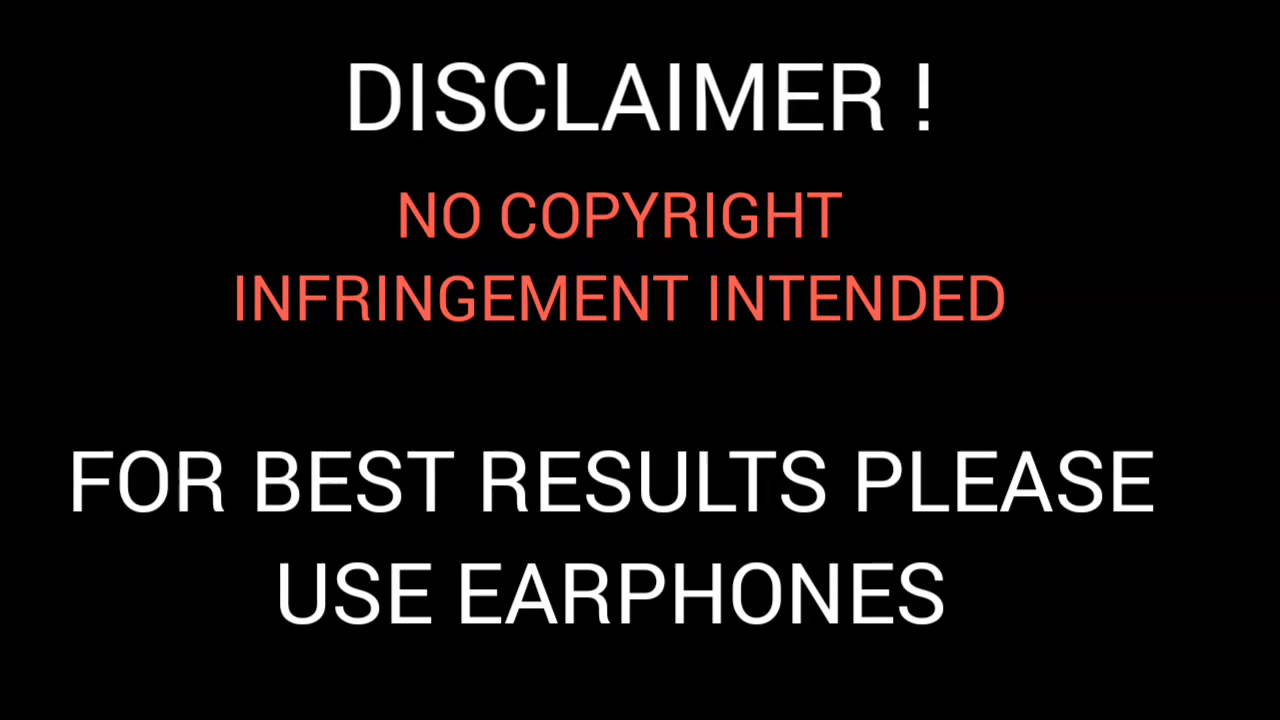 DISCLAIMER !
NO COPYRIGHT
INFRINGEMENT INTENDED
FOR BEST RESULTS PLEASE
USE EARPHONES